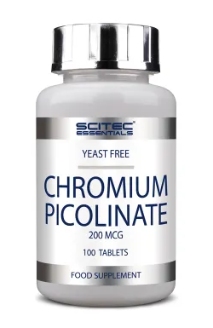 SCITEC
ESSENTIALS
YEAST FREE
CHROMIUM
PICOLINATE
200 MCG
100 TABLETS
FOOD SUPPLEMENT